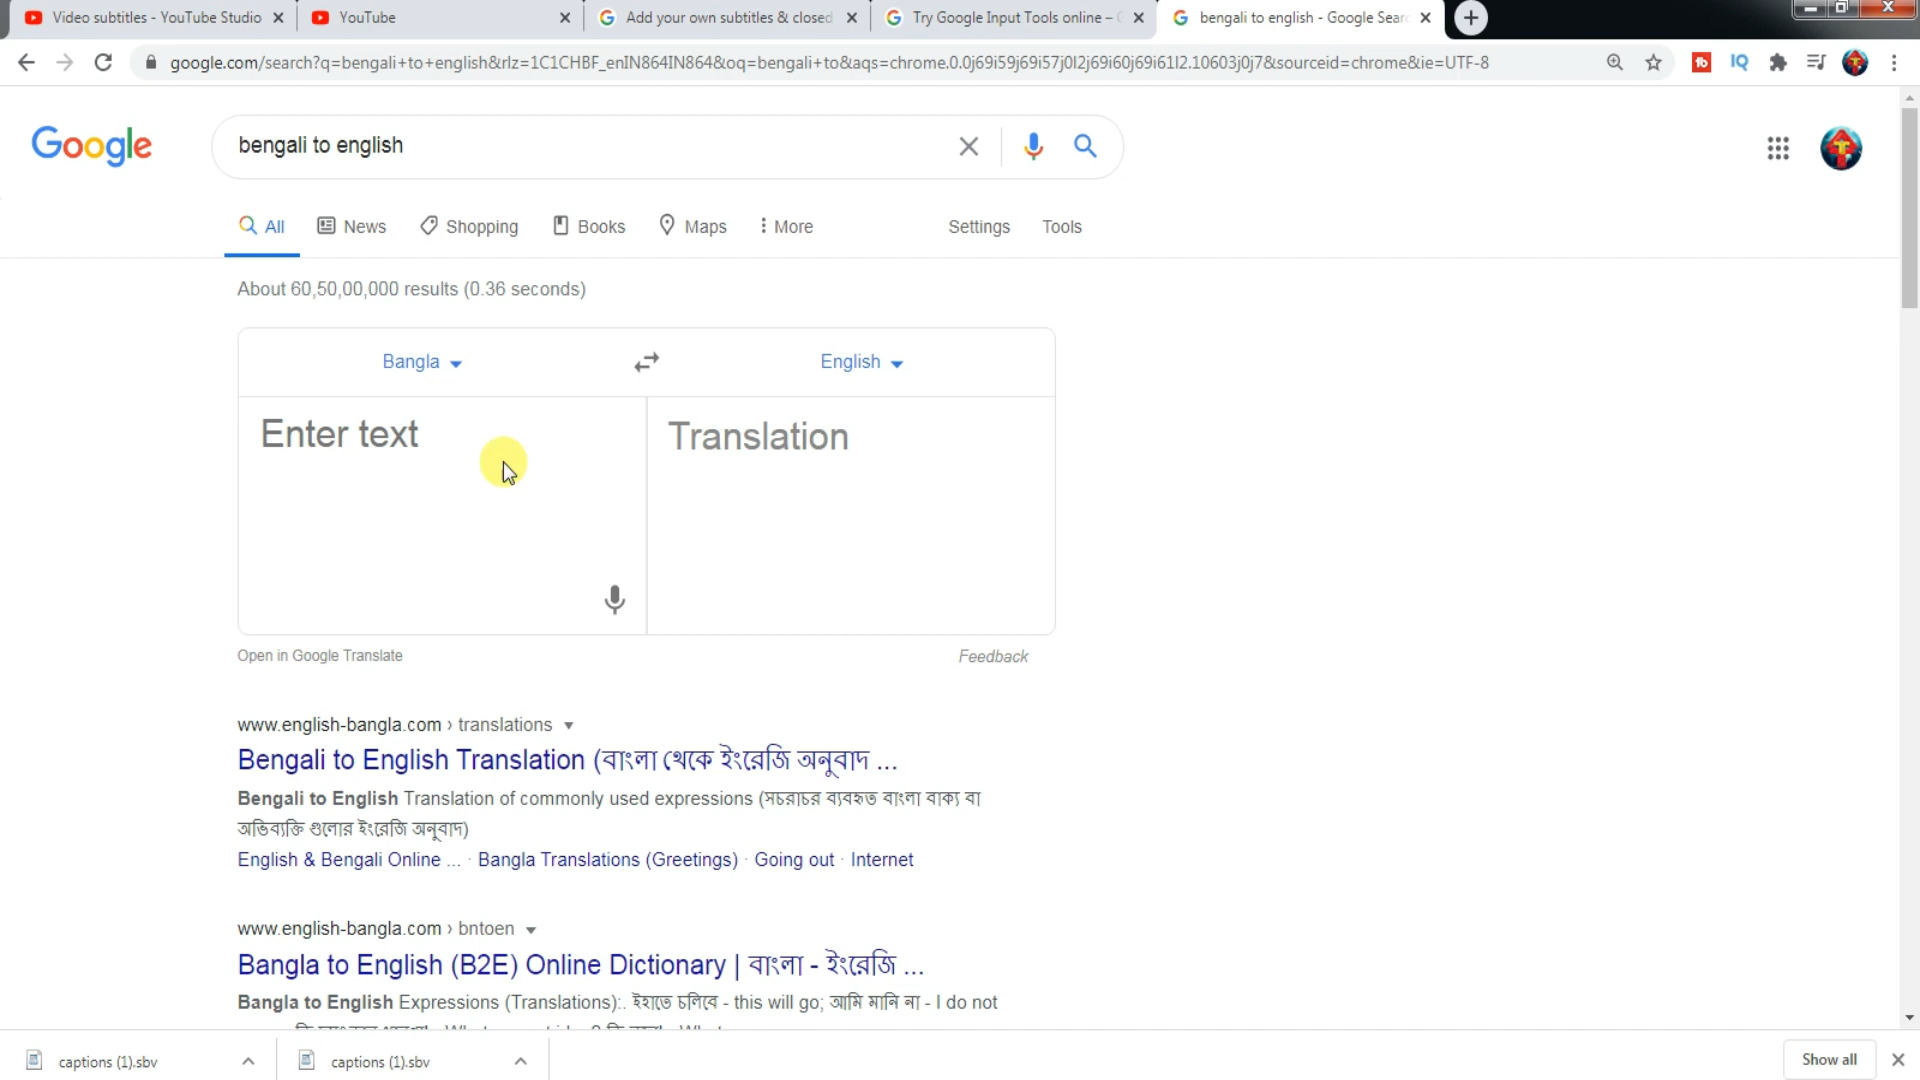 Video subtitles - YouTube Studio
YouTube
Add your own subtitles & closed
Try Google Input Tools online –
bengali to english - Google Sear
google.com/search?q=bengali+to+english&rlz=1C1CHBF_enIN864IN864&oq=bengali+to&aqs=chrome.0.0j69i59j69i57j0l2j69i60j69i61l2.10603j0j7&sourceid=chrome&ie=UTF-8
Google
bengali to english
All News Shopping Books Maps More Settings Tools
About 60,50,00,000 results (0.36 seconds)
Bangla English
Enter text Translation
Open in Google Translate Feedback
www.english-bangla.com › translations
Bengali to English Translation (বাংলা থেকে ইংরেজি অনুবাদ ...
Bengali to English Translation of commonly used expressions (সচরাচর ব্যবহৃত বাংলা বাক্য বা
অভিব্যক্তি গুলোর ইংরেজি অনুবাদ)
English & Bengali Online ... · Bangla Translations (Greetings) · Going out · Internet
www.english-bangla.com › bntoen
Bangla to English (B2E) Online Dictionary | বাংলা - ইংরেজি ...
Bangla to English Expressions (Translations):. ইহাতে চলিবে - this will go; আমি মানি না - I do not
captions (1).sbv captions (1).sbv Show all